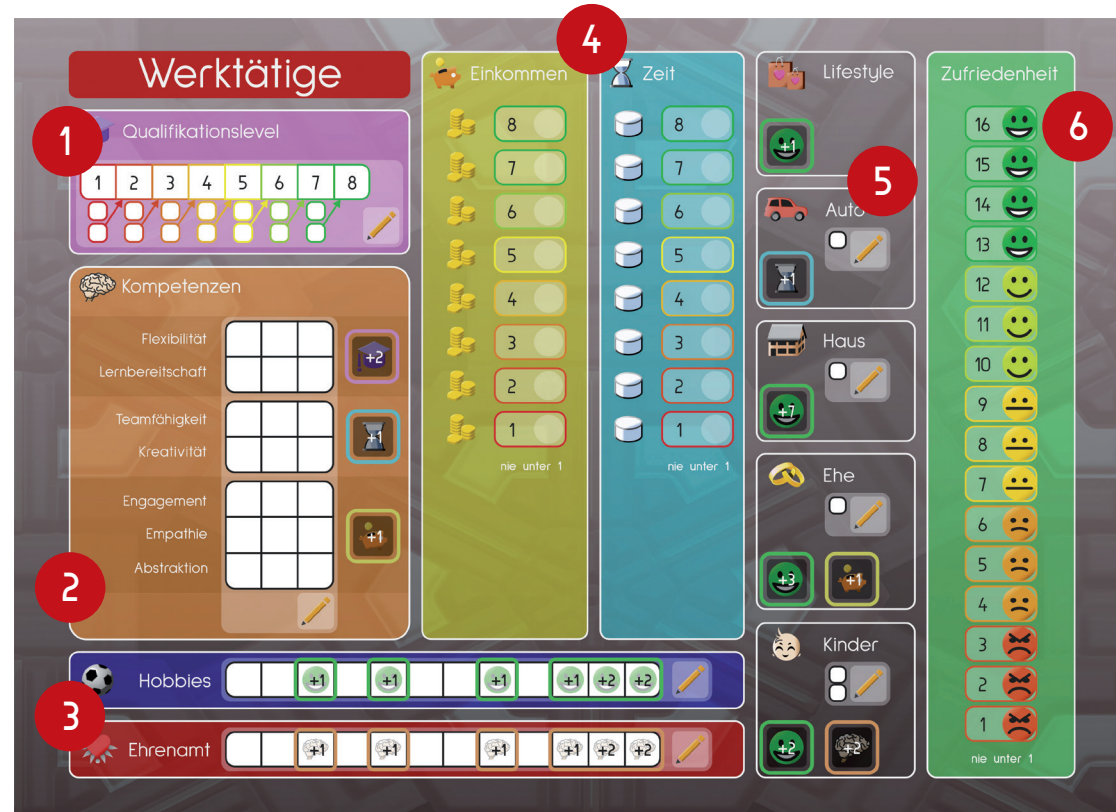 Werktätige
1
Qualifikationslevel
1 2 3 4 5 6 7 8
Kompetenzen
Flexibilität
Lernbereitschaft
+2
Teamfähigkeit
Kreativität
+1
Engagement
Empathie
Abstraktion
+1
2
4
Einkommen
8
7
6
5
4
3
2
1
nie unter 1
Zeit
8
7
6
5
4
3
2
1
nie unter 1
Lifestyle
+1
5
Auto
+1
Haus
+7
Ehe
+3 +1
Kinder
+2 +2
Zufriedenheit
6
16
15
14
13
12
11
10
9
8
7
6
5
4
3
2
1
nie unter 1
3
Hobbies +1 +1 +1 +1 +2 +2
Ehrenamt +1 +1 +1 +1 +2 +2